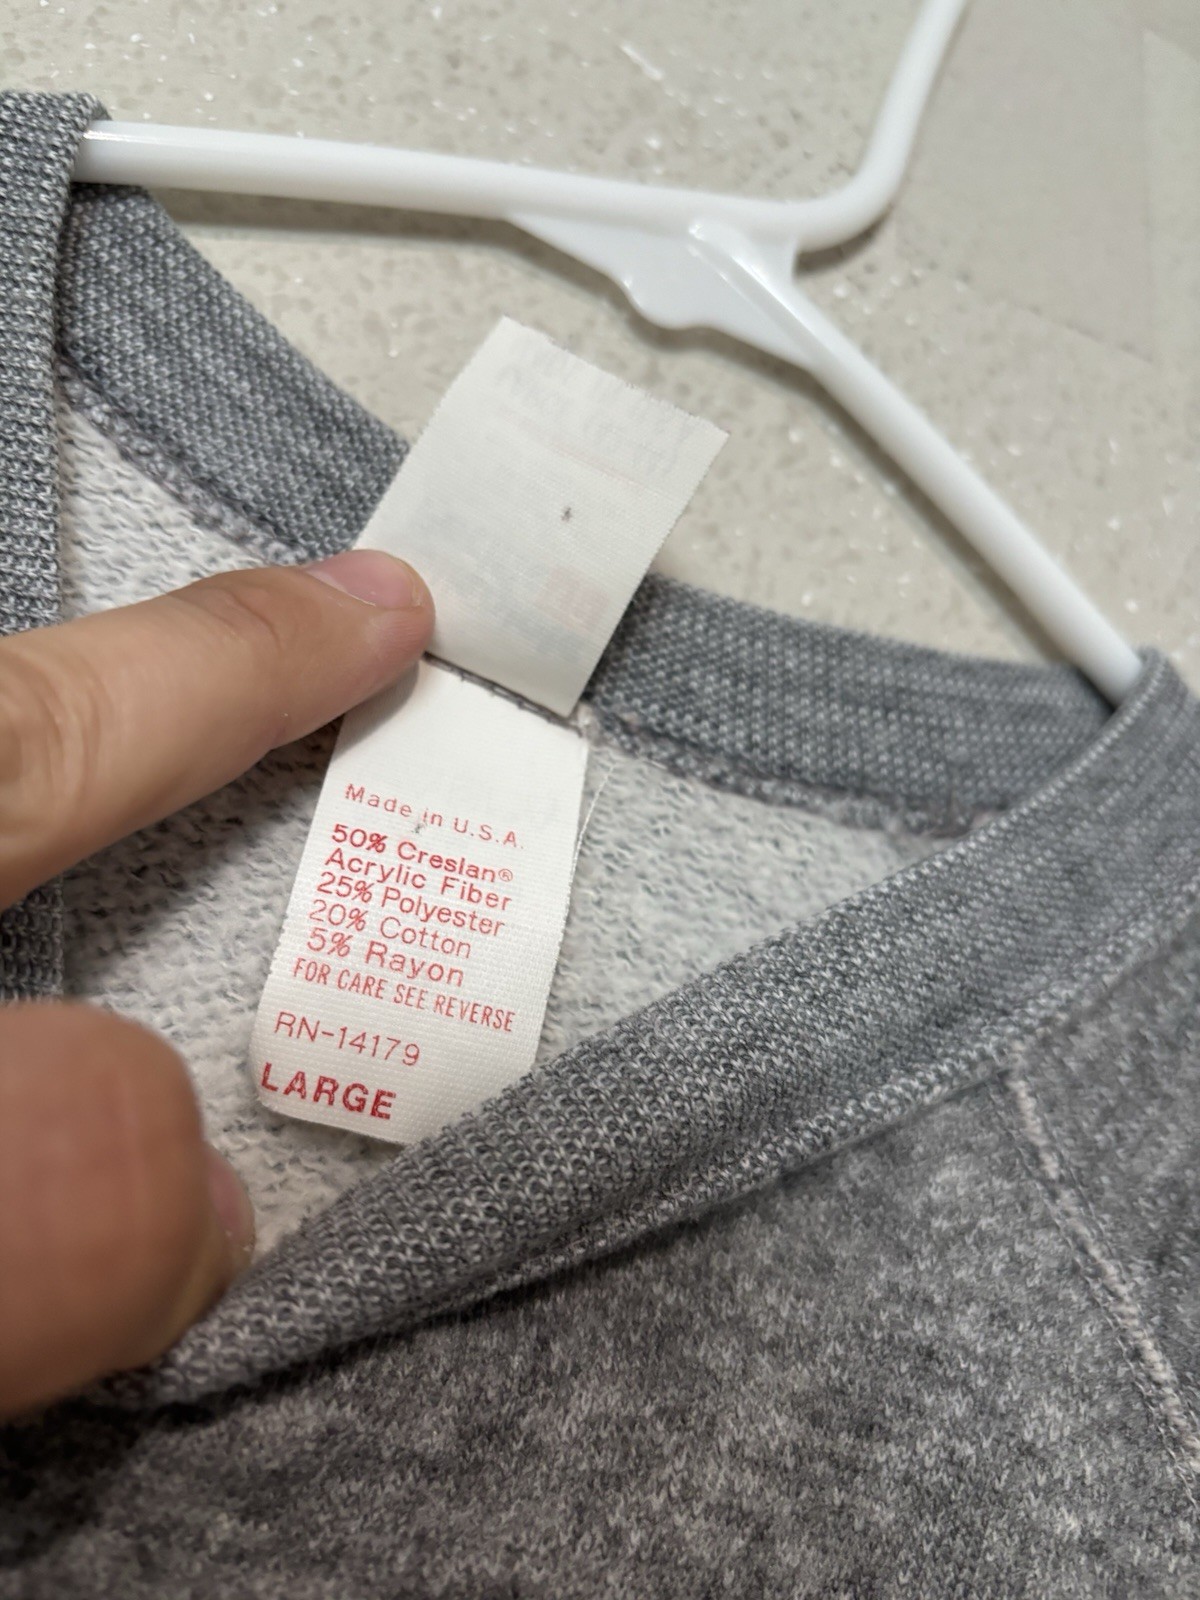 Made in U.S.A.
50% Creslan®
Acrylic Fiber
25% Polyester
20% Cotton
5% Rayon
FOR CARE SEE REVERSE
RN-14179
LARGE